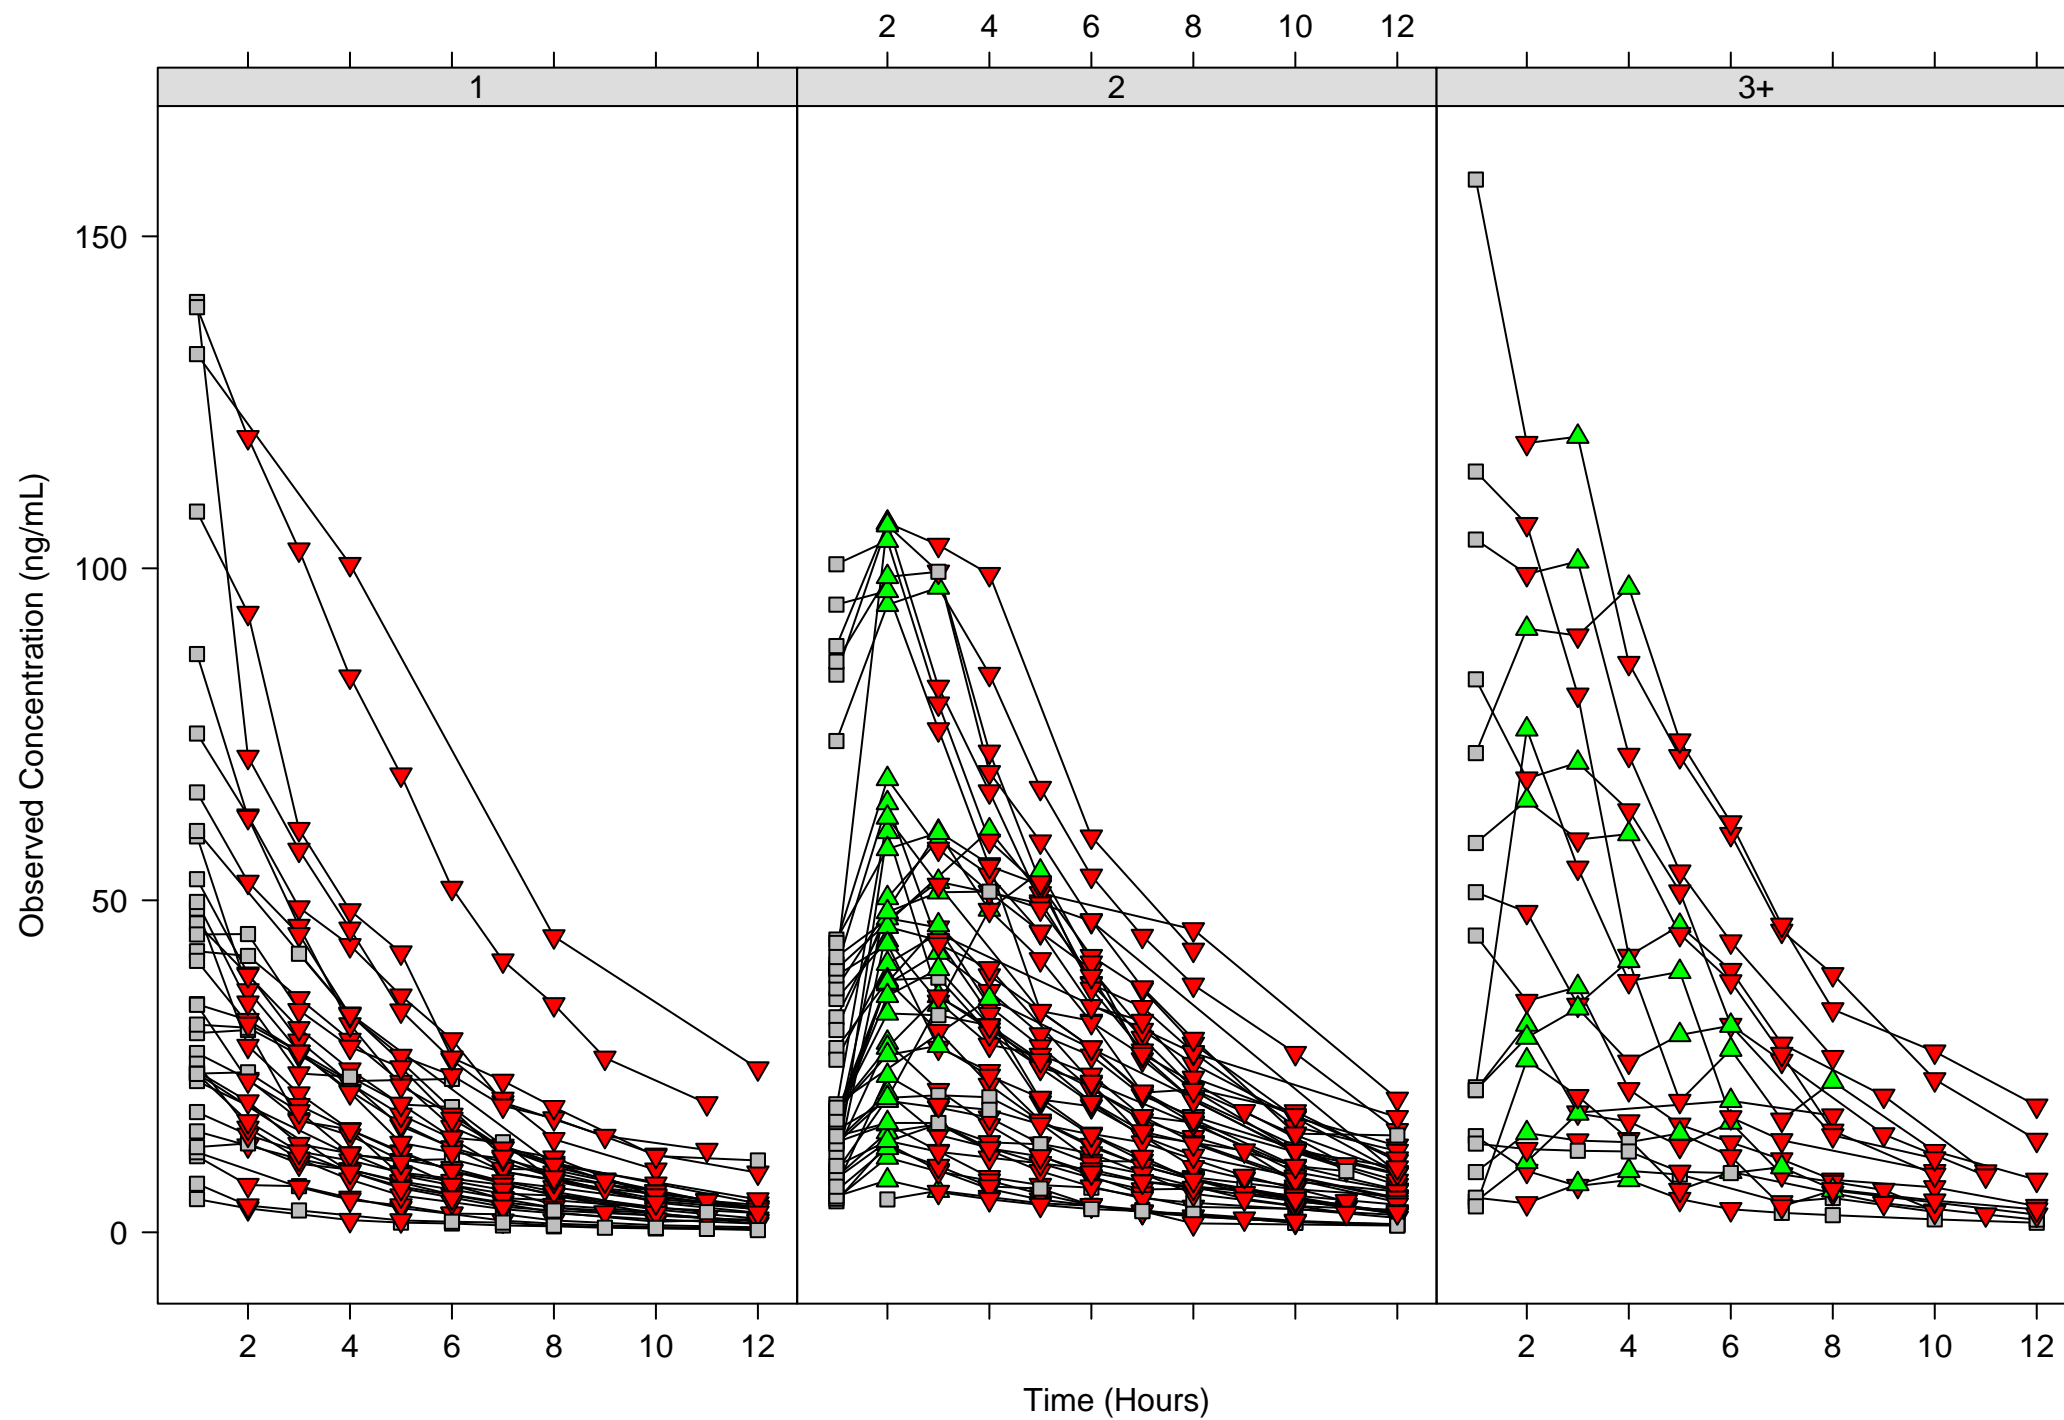 2 4 6 8 10 12
1 2 3+
150
100
50
0
Observed Concentration (ng/mL)
2 4 6 8 10 12 2 4 6 8 10 12
Time (Hours)